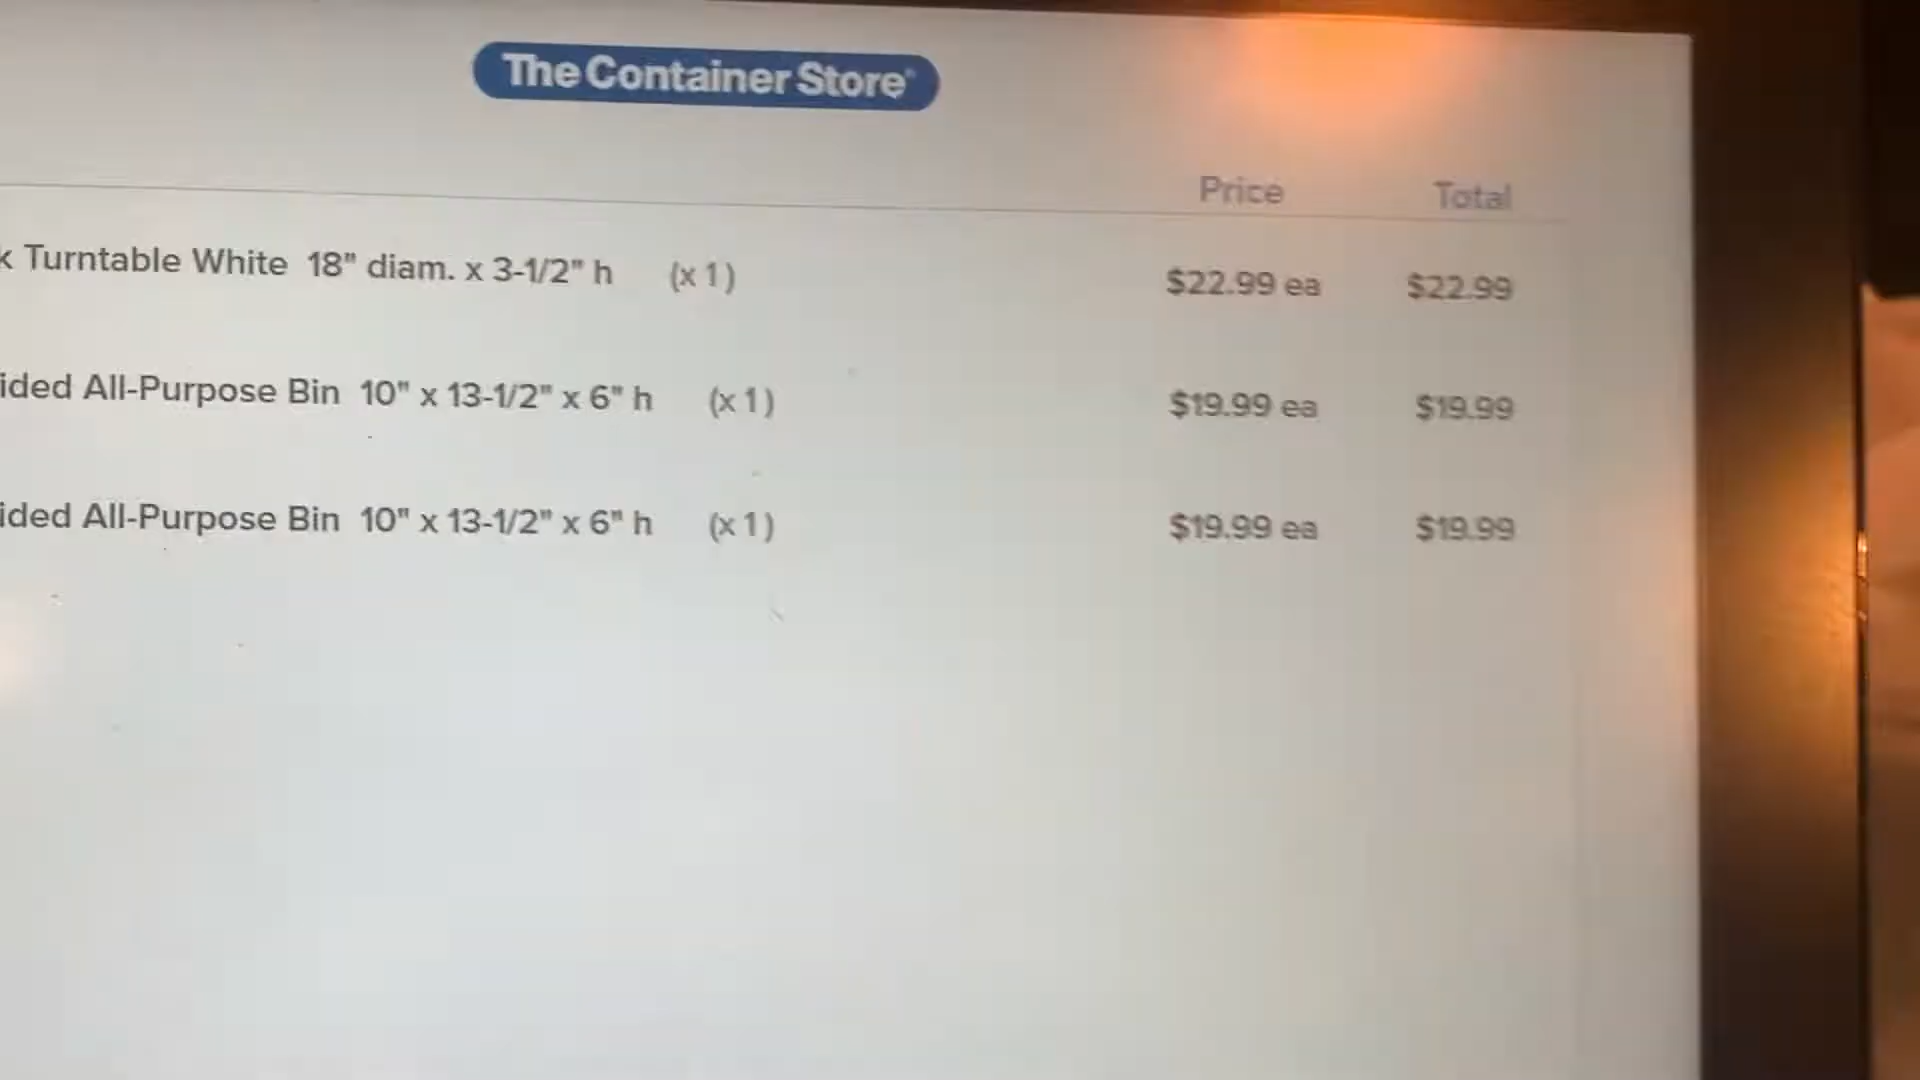 The Container Store
Price Total
k Turntable White 18" diam. x 3-1/2" h (x 1) $22.99 ea $22.99
ided All-Purpose Bin 10" x 13-1/2" x 6" h (x 1) $19.99 ea $19.99
ided All-Purpose Bin 10" x 13-1/2" x 6" h (x 1) $19.99 ea $19.99